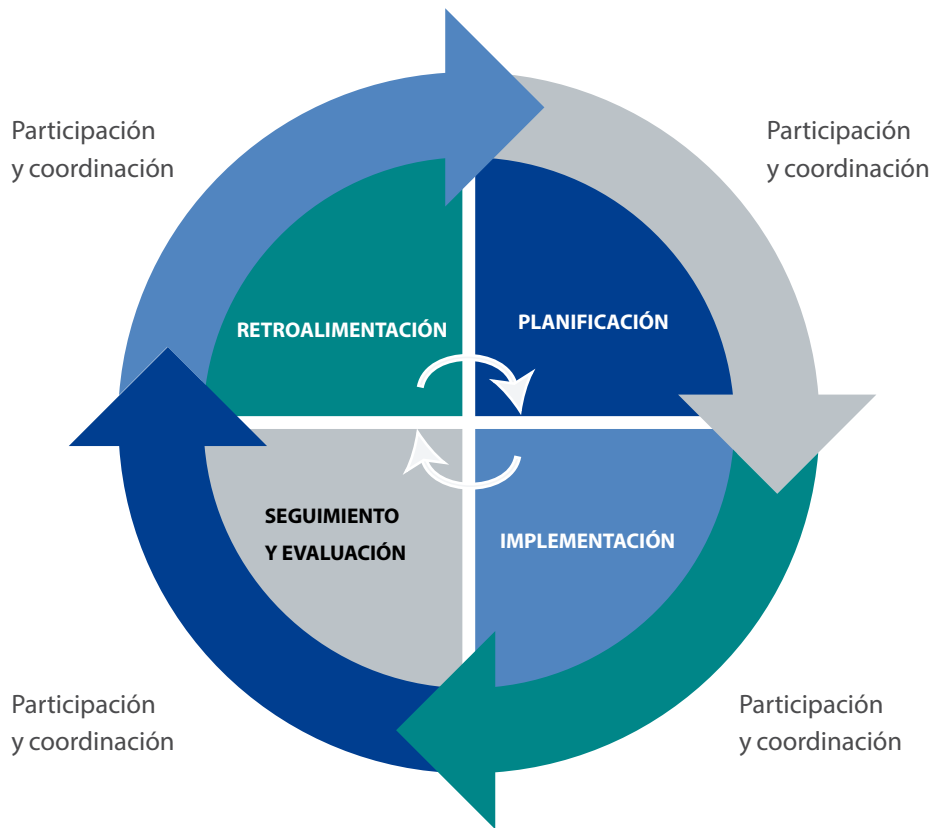 Participación
y coordinación
Participación
y coordinación
RETROALIMENTACIÓN
PLANIFICACIÓN
SEGUIMIENTO
Y EVALUACIÓN
IMPLEMENTACIÓN
Participación
y coordinación
Participación
y coordinación